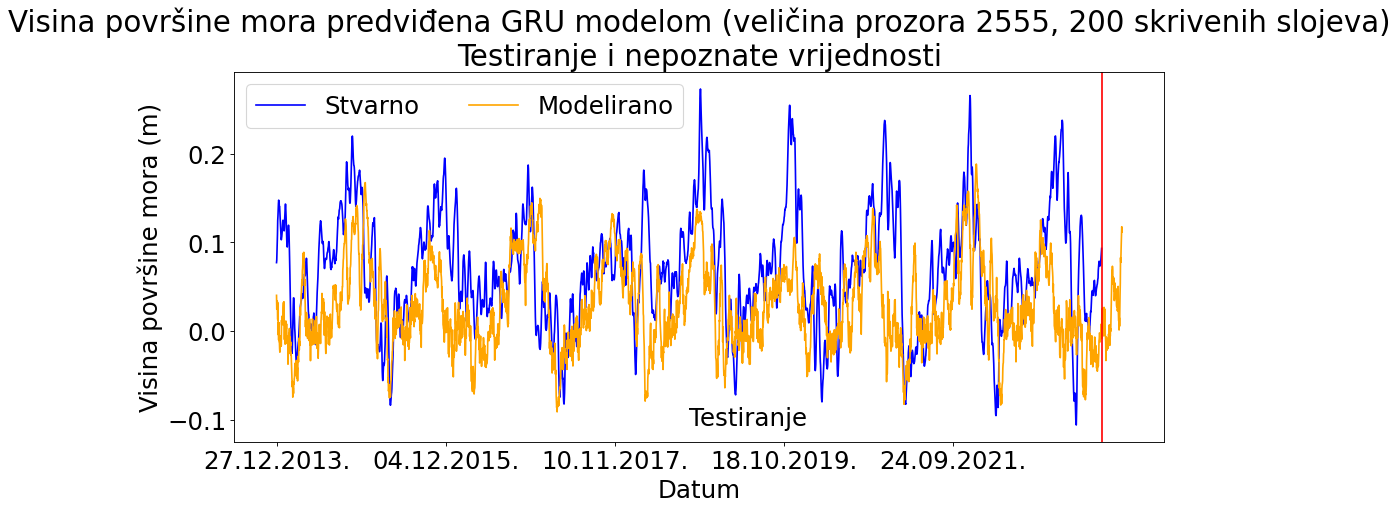 Visina površine mora predviđena GRU modelom (veličina prozora 2555, 200 skrivenih slojeva)
Testiranje i nepoznate vrijednosti
Stvarno
Modelirano
Visina površine mora (m)
0.2
0.1
0.0
−0.1
Testiranje
27.12.2013.
04.12.2015.
10.11.2017.
18.10.2019.
24.09.2021.
Datum